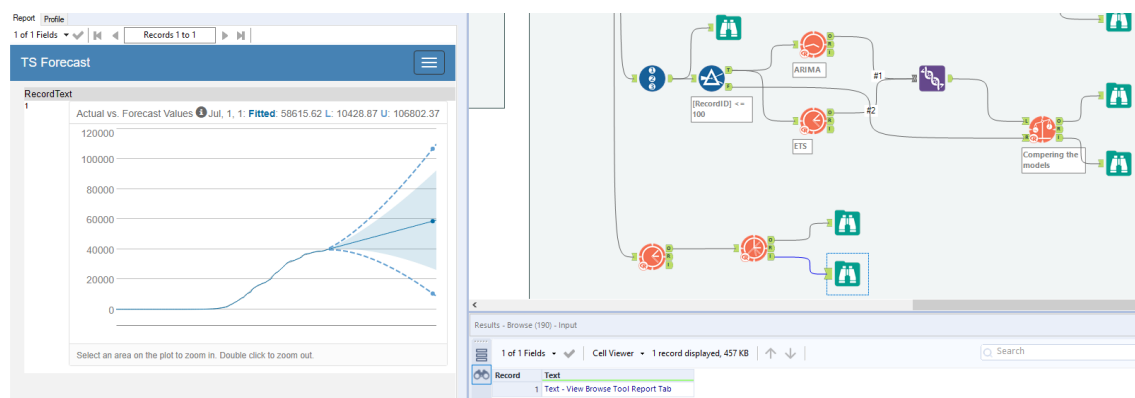 Report Profile
1 of 1 Fields Records 1 to 1
TS Forecast
RecordText
1
Actual vs. Forecast Values Jul, 1, 1: Fitted: 58615.62 L: 10428.87 U: 106802.37
120000
100000
80000
60000
40000
20000
0
Select an area on the plot to zoom in. Double click to zoom out.
1
2
3
T
F
[RecordID] <=
100
O
R
I
ARIMA
O
R
I
ETS
#1
#2
L
R
O
R
I
Compering the
models
O
R
I
O
R
I
Results - Browse (190) - Input
1 of 1 Fields Cell Viewer 1 record displayed, 457 KB Search
Record Text
1 Text - View Browse Tool Report Tab